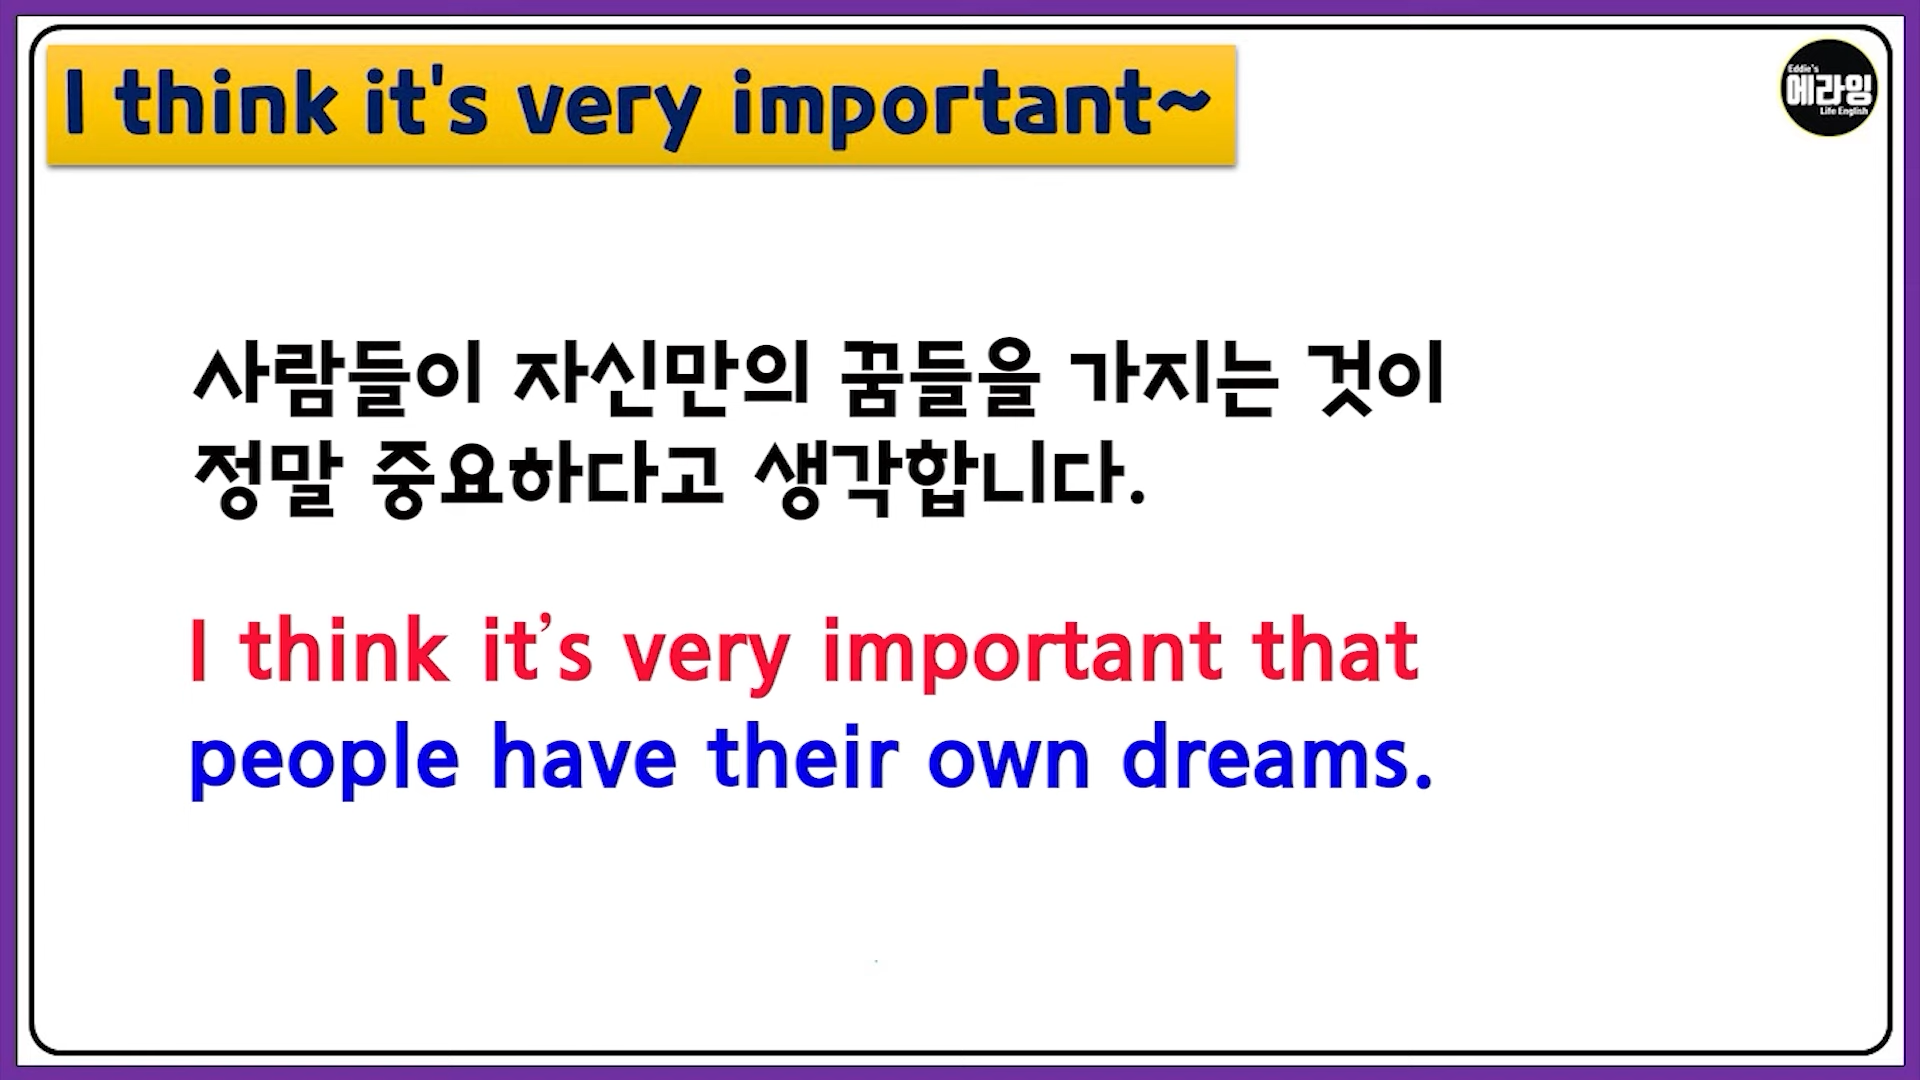 I think it's very important~
Eddie's
에라잉
Life English
사람들이 자신만의 꿈들을 가지는 것이
정말 중요하다고 생각합니다.
I think it’s very important that
people have their own dreams.